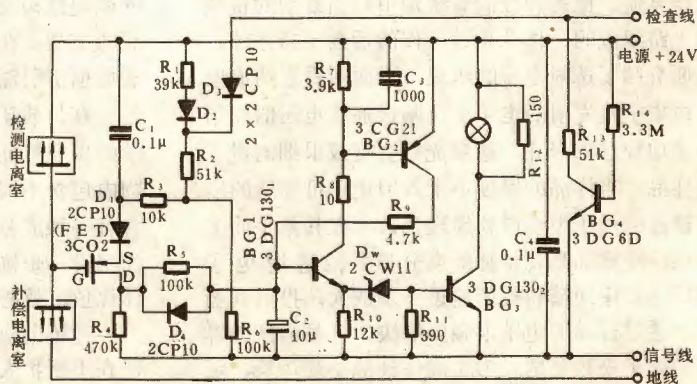 检查线
电源+24V
R₁
39k
D₃
2×2CP10
D₂
R₇
3.9k
C₃
1000
R₁₂
150
R₁₃
51k
R₁₄
3.3M
检测电离室
C₁
0.1μ
R₂
51k
3CG21
BG₂
R₈
10
D₁
2CP10
(FET)
3CO2
R₃
10k
BG1
3DG130₁
R₉
4.7k
BG₄
3DG6D
C₄
0.1μ
S
D
G
R₅
100k
D₄
2CP10
D_W
2CW11
3DG130₂
BG₃
补偿电离室
R₄
470k
R₆
100k
C₂
10μ
R₁₀
12k
R₁₁
390
信号线
地线